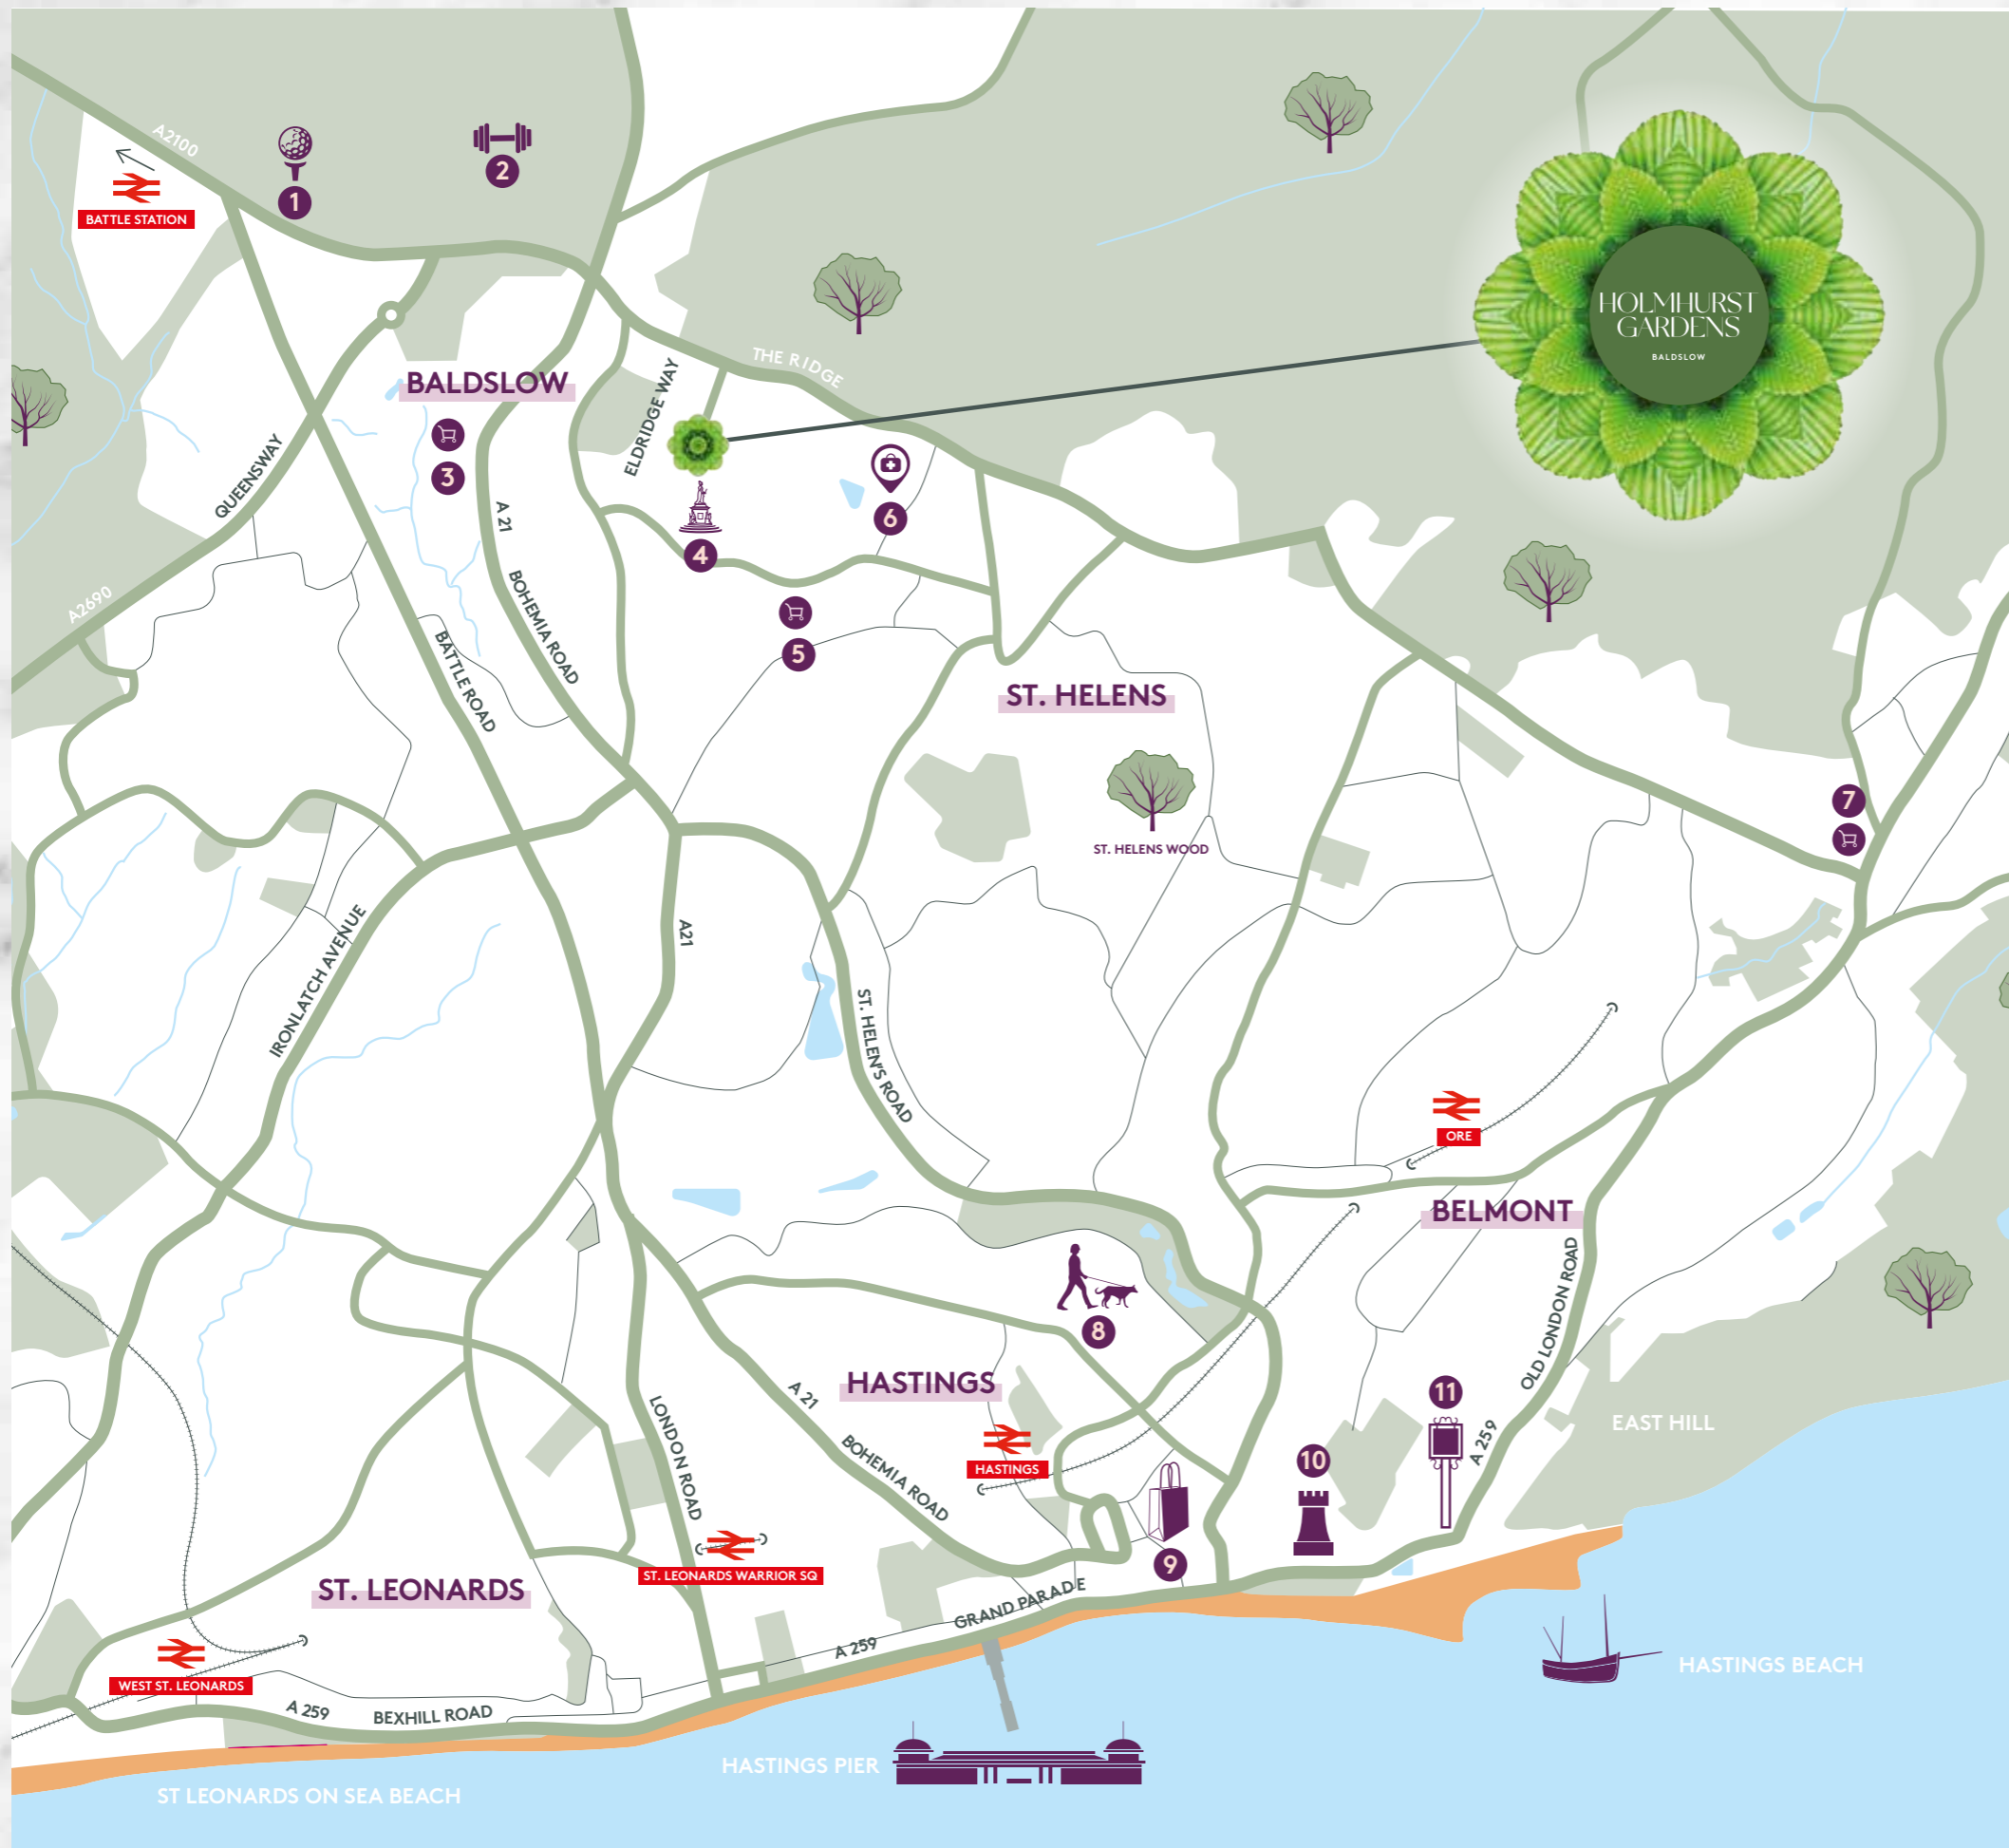 A2100
BATTLE STATION
1
2
HOLMHURST
GARDENS
BALDSLOW
THE RIDGE
ELDRIDGE WAY
BALDSLOW
3
QUEENSWAY
A 21
6
4
A2690
BOHEMIA ROAD
BATTLE ROAD
5
ST. HELENS
ST. HELENS WOOD
7
IRONLATCH AVENUE
A21
ST. HELEN'S ROAD
ORE
BELMONT
OLD LONDON ROAD
8
HASTINGS
A 21
BOHEMIA ROAD
LONDON ROAD
HASTINGS
11
A 259
EAST HILL
10
9
ST. LEONARDS WARRIOR SQ
ST. LEONARDS
GRAND PARADE
A 259
WEST ST. LEONARDS
A 259
BEXHILL ROAD
HASTINGS BEACH
HASTINGS PIER
ST LEONARDS ON SEA BEACH